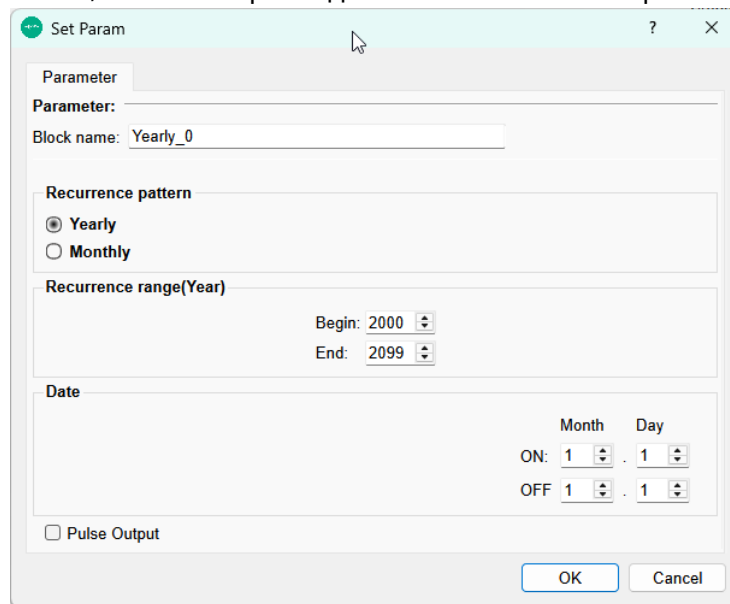 Set Param ? ×
Parameter
Parameter:
Block name: Yearly_0
Recurrence pattern
Yearly
Monthly
Recurrence range(Year)
Begin: 2000
End: 2099
Date
Month Day
ON: 1 . 1
OFF 1 . 1
Pulse Output
OK Cancel